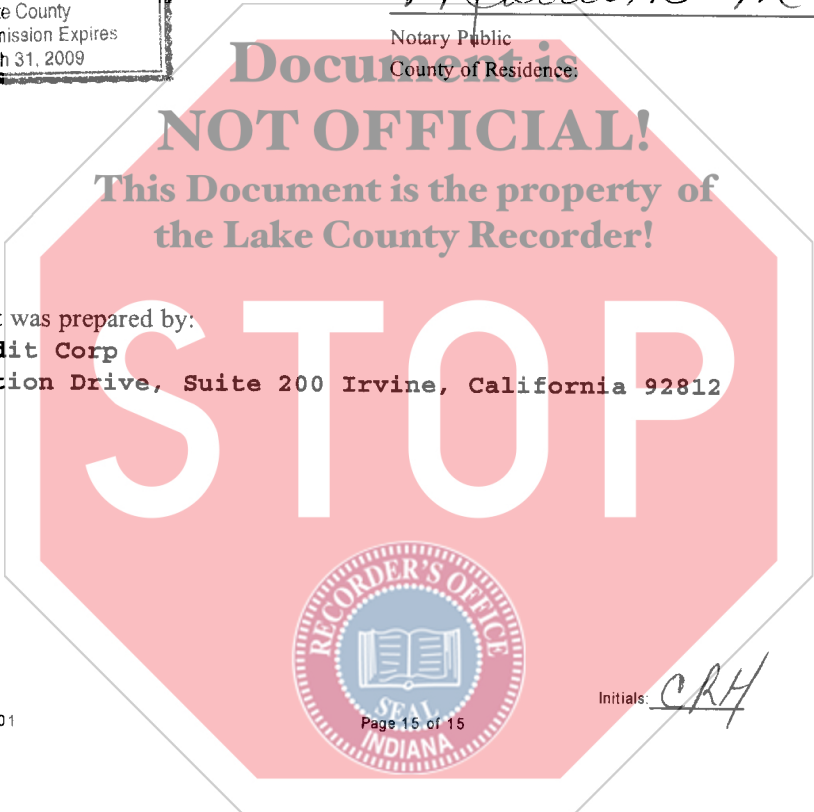 te County
nission Expires
h 31, 2009
Notary Public
County of Residence:
Document is
NOT OFFICIAL!
This Document is the property of
the Lake County Recorder!
t was prepared by:
dit Corp
tion Drive, Suite 200 Irvine, California 92812
STOP
RECORDER'S OFFICE
SEAL
INDIANA
Initials: CRH
01
Page 15 of 15